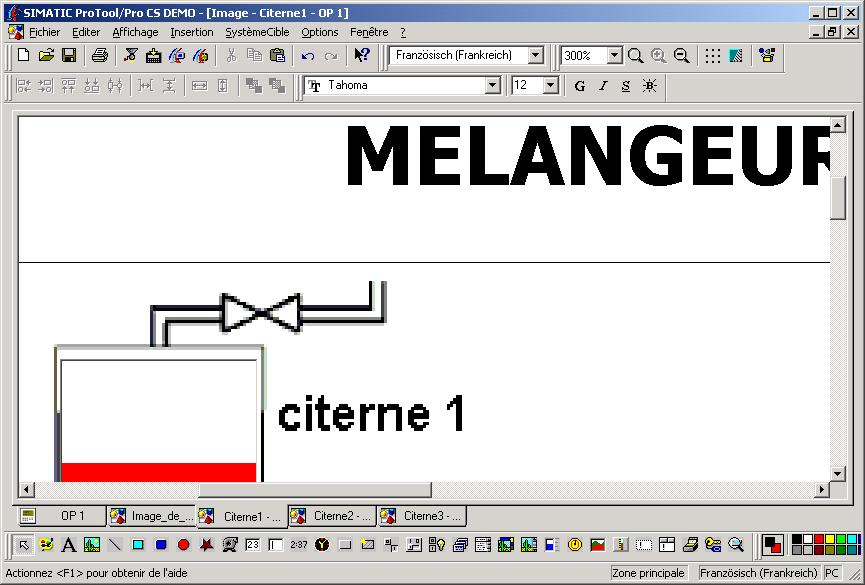 SIMATIC ProTool/Pro CS DEMO - [Image - Citerne1 - OP 1]
Fichier Editer Affichage Insertion SystèmeCible Options Fenêtre ?
Französisch (Frankreich) 300%
Tahoma 12 G I S
MELANGEUR
citerne 1
OP 1 Image_de_... Citerne1 - ... Citerne2 - ... Citerne3 - ...
A 23 2:37
Actionnez <F1> pour obtenir de l'aide Zone principale Französisch (Frankreich) PC